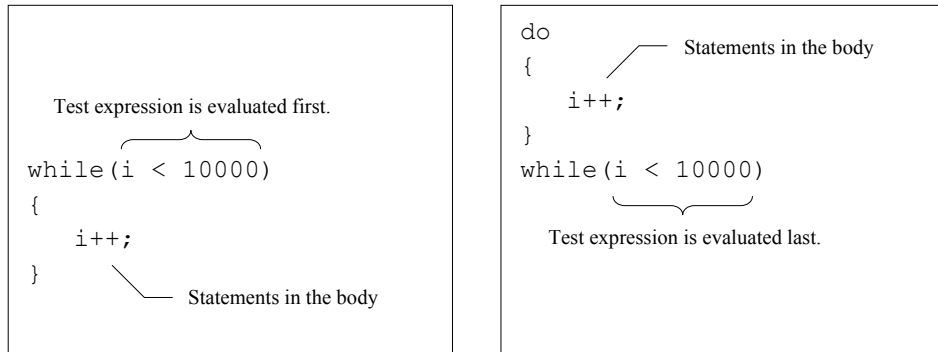 Test expression is evaluated first.
while(i < 10000)
{
i++;
}
Statements in the body
do
Statements in the body
{
i++;
}
while(i < 10000)
Test expression is evaluated last.